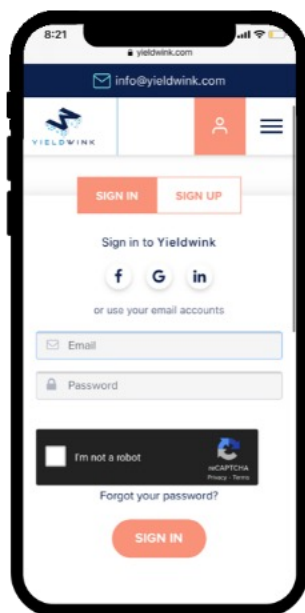 8:21
yieldwink.com
info@yieldwink.com
YIELDWINK
SIGN IN SIGN UP
Sign in to Yieldwink
f G in
or use your email accounts
Email
Password
I'm not a robot
reCAPTCHA
Privacy - Terms
Forgot your password?
SIGN IN